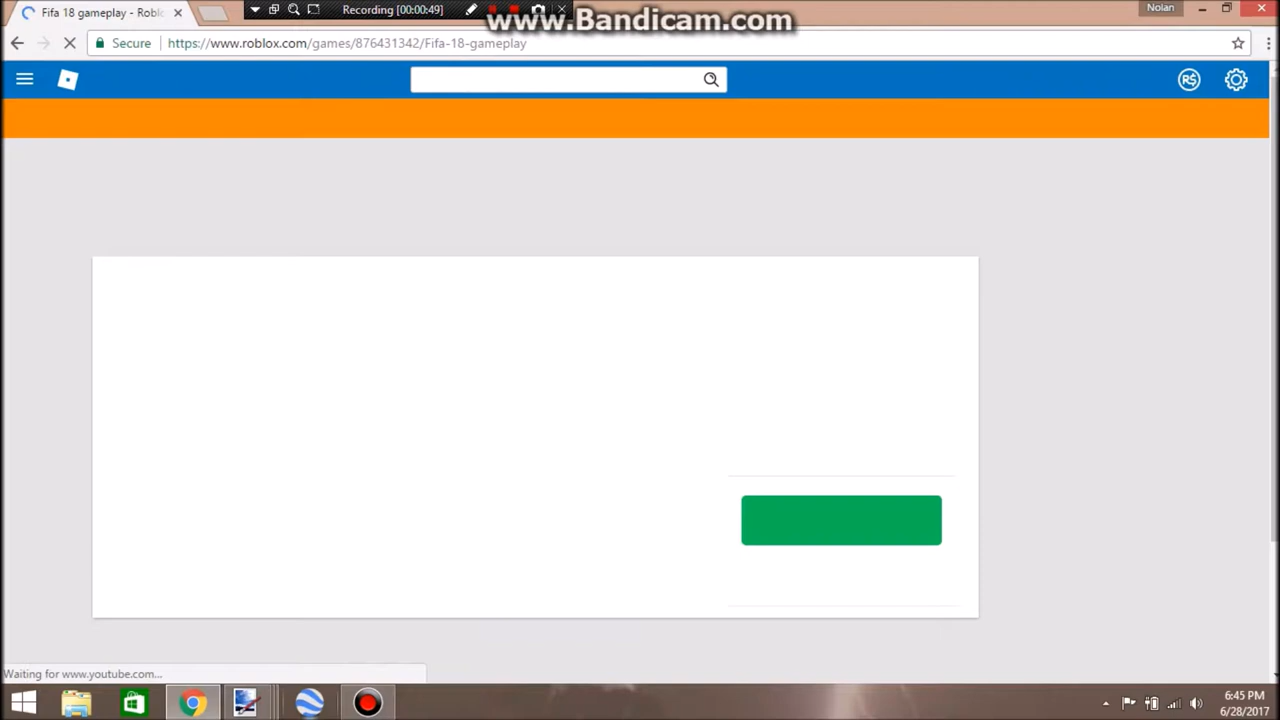 Fifa 18 gameplay - Roblo
Recording [00:00:49]
www.Bandicam.com
Nolan
Secure
https://www.roblox.com/games/876431342/Fifa-18-gameplay
R$
Waiting for www.youtube.com...
6:45 PM
6/28/2017